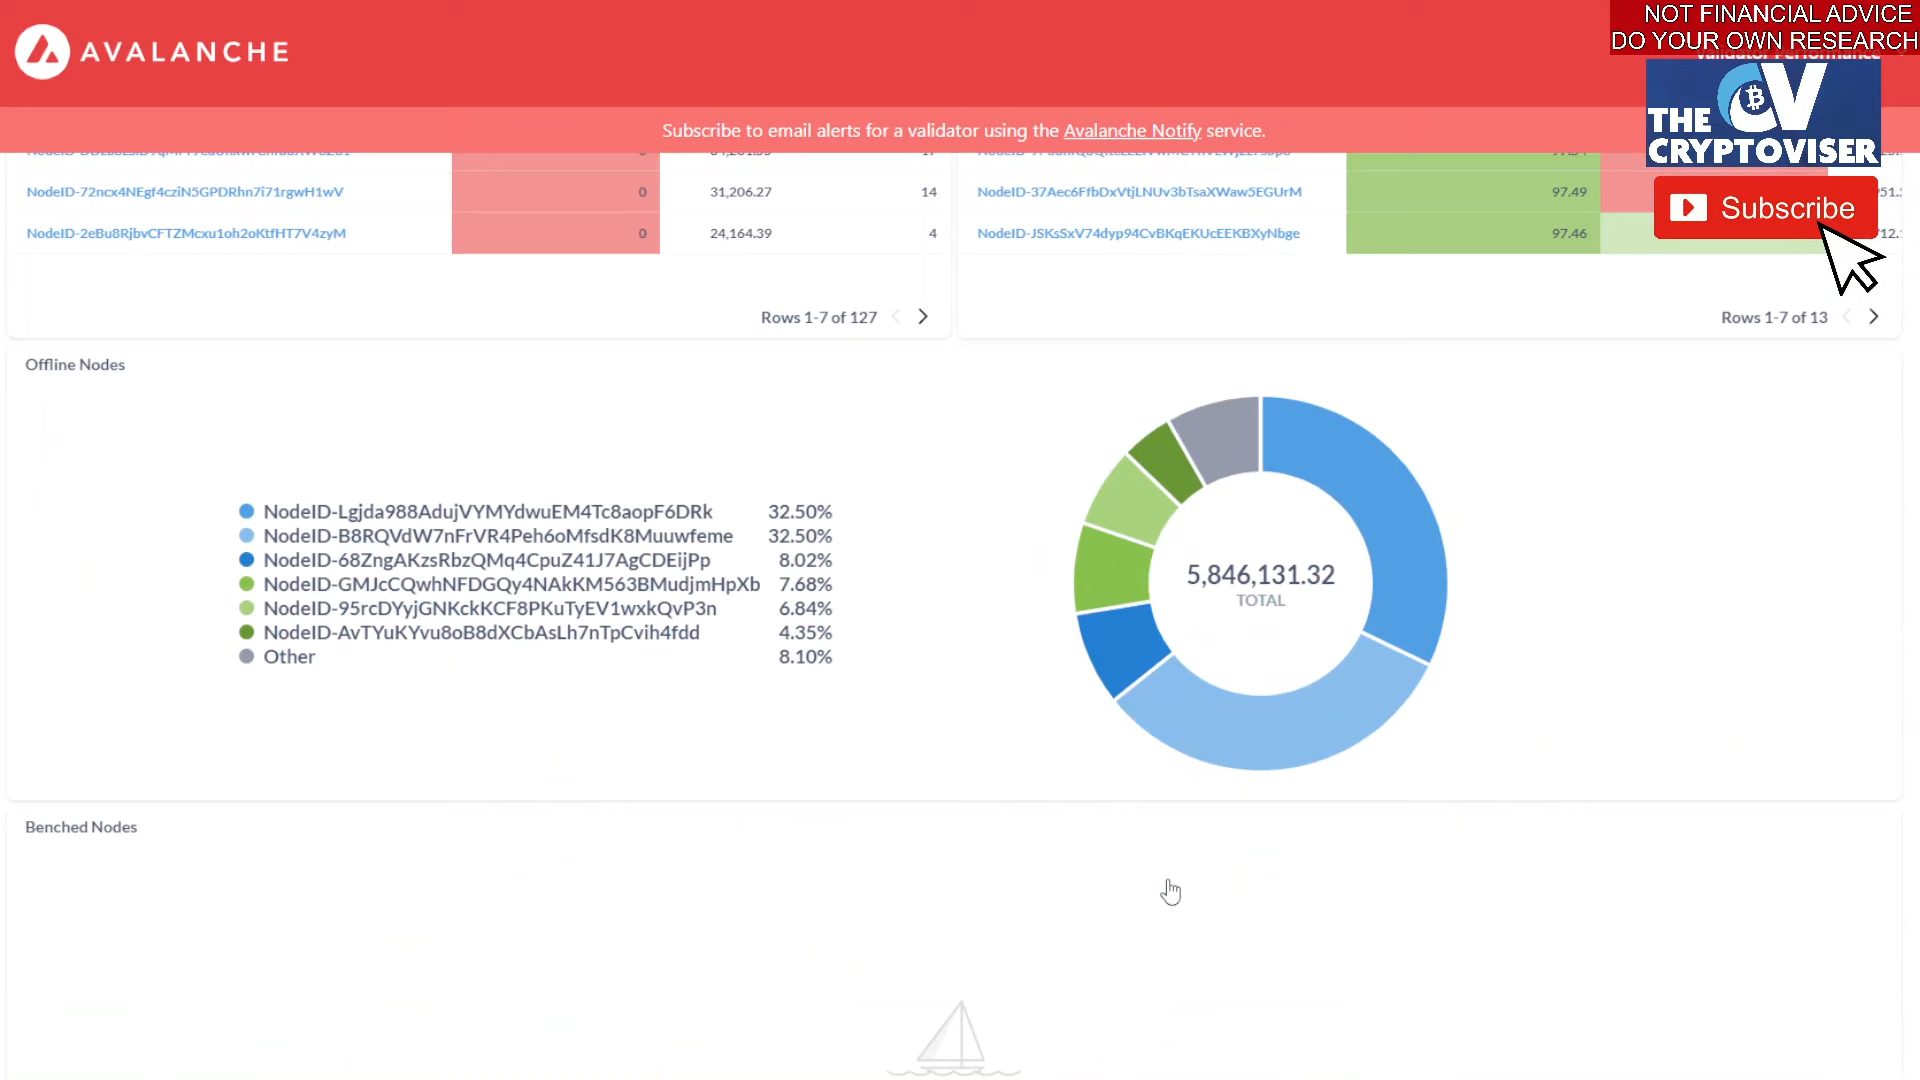 NOT FINANCIAL ADVICE
DO YOUR OWN RESEARCH
AVALANCHE
Validator Performance
Subscribe to email alerts for a validator using the Avalanche Notify service.
THE CV
CRYPTOVISER
Subscribe
NodeID-72ncx4NEgf4cziN5GPDRhn7i71rgwH1wV 0 31,206.27 14
NodeID-2eBu8RjbvCFTZMcxu1oh2oKtfHT7V4zyM 0 24,164.39 4
Rows 1-7 of 127
NodeID-37Aec6FfbDxVtjLNUv3bTsaXWaw5EGUrM 97.49
NodeID-JSKsSxV74dyp94CvBKqEKUcEEKBXyNbge 97.46
Rows 1-7 of 13
Offline Nodes
NodeID-Lgjda988AdujVYMYdwuEM4Tc8aopF6DRk 32.50%
NodeID-B8RQVdW7nFrVR4Peh6oMfsdK8Muuwfeme 32.50%
NodeID-68ZngAKzsRbzQMq4CpuZ41J7AgCDEijPp 8.02%
NodeID-GMJcCQwhNFDGQy4NAkKM563BMudjmHpXb 7.68%
NodeID-95rcDYyjGNKckKCF8PKuTyEV1wxkQvP3n 6.84%
NodeID-AvTYuKYvu8oB8dXCbAsLh7nTpCvih4fdd 4.35%
Other 8.10%
5,846,131.32
TOTAL
Benched Nodes